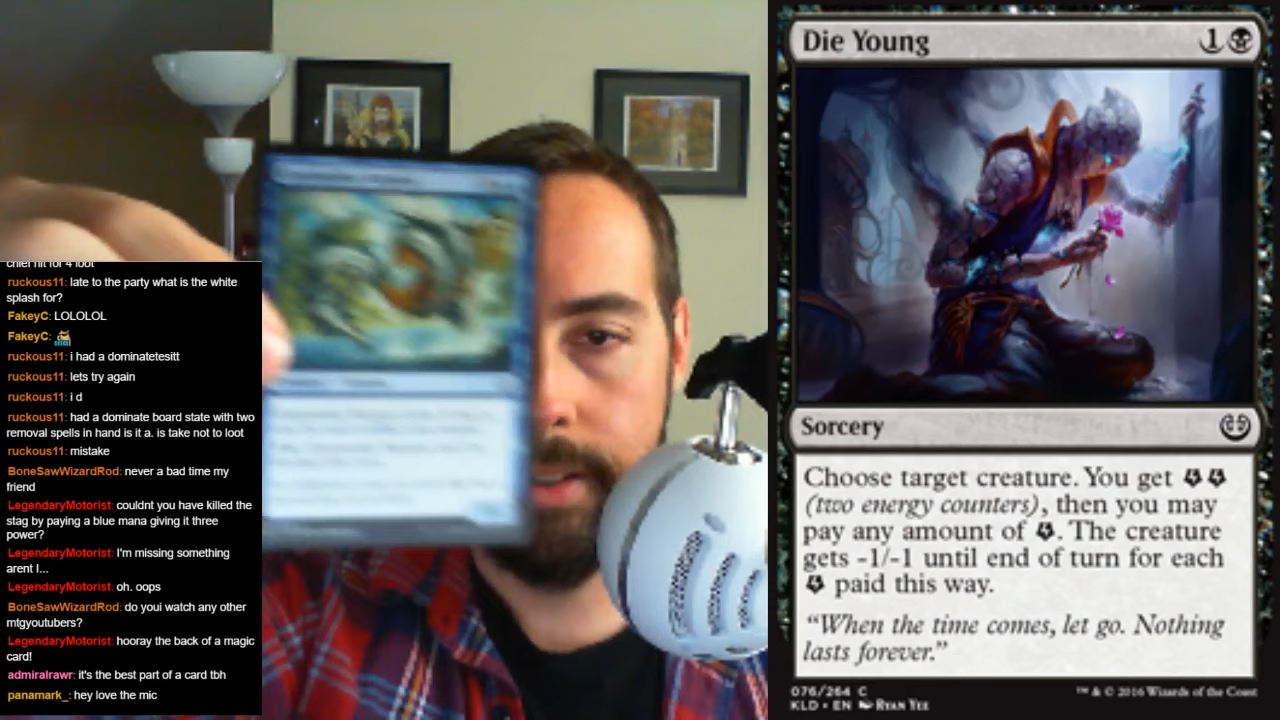 chief hit for 4 loot
ruckous11: late to the party what is the white
splash for?
FakeyC: LOLOLOL
FakeyC:
ruckous11: i had a dominatetesitt
ruckous11: lets try again
ruckous11: i d
ruckous11: had a dominate board state with two
removal spells in hand is it a. is take not to loot
ruckous11: mistake
BoneSawWizardRod: never a bad time my
friend
LegendaryMotorist: couldnt you have killed the
stag by paying a blue mana giving it three
power?
LegendaryMotorist: I'm missing something
arent I...
LegendaryMotorist: oh. oops
BoneSawWizardRod: do youi watch any other
mtgyoutubers?
LegendaryMotorist: hooray the back of a magic
card!
admiralrawr: it's the best part of a card tbh
panamark_: hey love the mic
Die Young 1
Sorcery
Choose target creature. You get
(two energy counters), then you may
pay any amount of . The creature
gets -1/-1 until end of turn for each
paid this way.
"When the time comes, let go. Nothing
lasts forever."
076/264 C
KLD • EN Ryan Yee
™ & © 2016 Wizards of the Coast